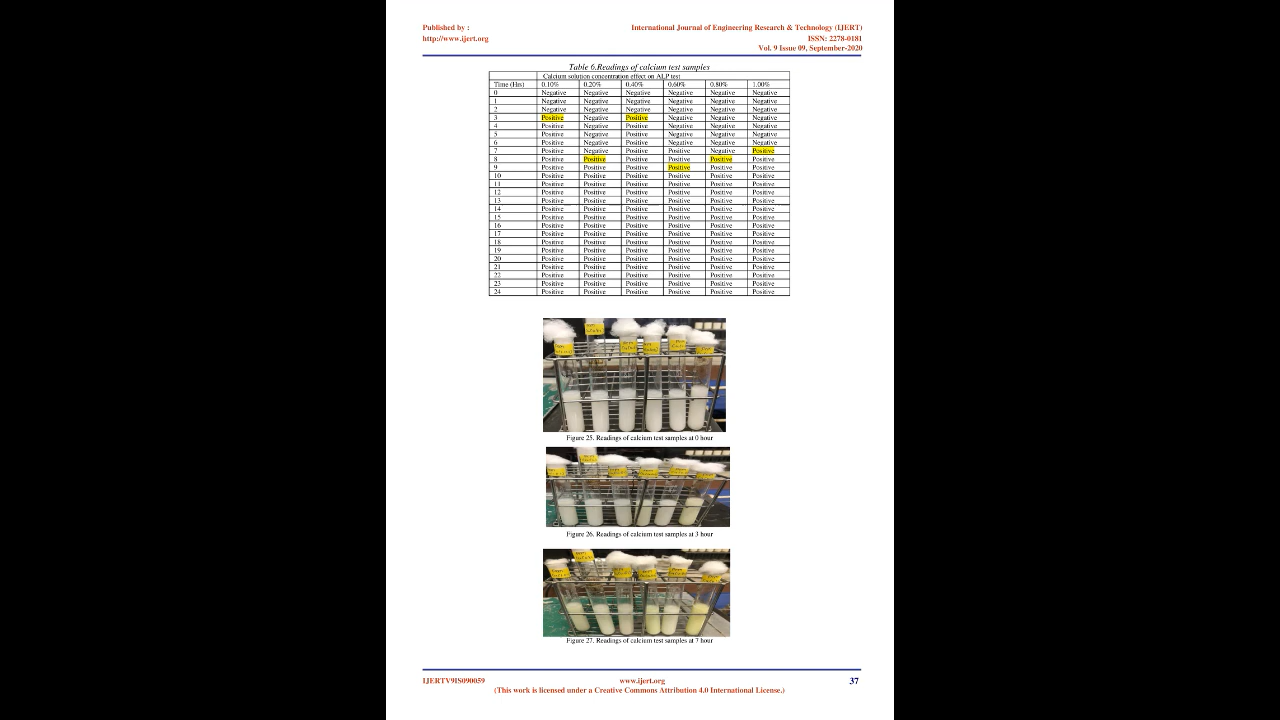 Published by :
International Journal of Engineering Research & Technology (IJERT)
http://www.ijert.org
ISSN: 2278-0181
Vol. 9 Issue 09, September-2020
Table 6.Readings of calcium test samples
Calcium solution concentration effect on ALP test
Time (Hrs) 0.10% 0.20% 0.40% 0.60% 0.80% 1.00%
0 Negative Negative Negative Negative Negative Negative
1 Negative Negative Negative Negative Negative Negative
2 Negative Negative Negative Negative Negative Negative
3 Positive Negative Positive Negative Negative Negative
4 Positive Negative Positive Negative Negative Negative
5 Positive Negative Positive Negative Negative Negative
6 Positive Negative Positive Negative Negative Negative
7 Positive Negative Positive Positive Negative Positive
8 Positive Positive Positive Positive Positive Positive
9 Positive Positive Positive Positive Positive Positive
10 Positive Positive Positive Positive Positive Positive
11 Positive Positive Positive Positive Positive Positive
12 Positive Positive Positive Positive Positive Positive
13 Positive Positive Positive Positive Positive Positive
14 Positive Positive Positive Positive Positive Positive
15 Positive Positive Positive Positive Positive Positive
16 Positive Positive Positive Positive Positive Positive
17 Positive Positive Positive Positive Positive Positive
18 Positive Positive Positive Positive Positive Positive
19 Positive Positive Positive Positive Positive Positive
20 Positive Positive Positive Positive Positive Positive
21 Positive Positive Positive Positive Positive Positive
22 Positive Positive Positive Positive Positive Positive
23 Positive Positive Positive Positive Positive Positive
24 Positive Positive Positive Positive Positive Positive
Figure 25. Readings of calcium test samples at 0 hour
Figure 26. Readings of calcium test samples at 3 hour
Figure 27. Readings of calcium test samples at 7 hour
IJERTV9IS090059
www.ijert.org
37
(This work is licensed under a Creative Commons Attribution 4.0 International License.)